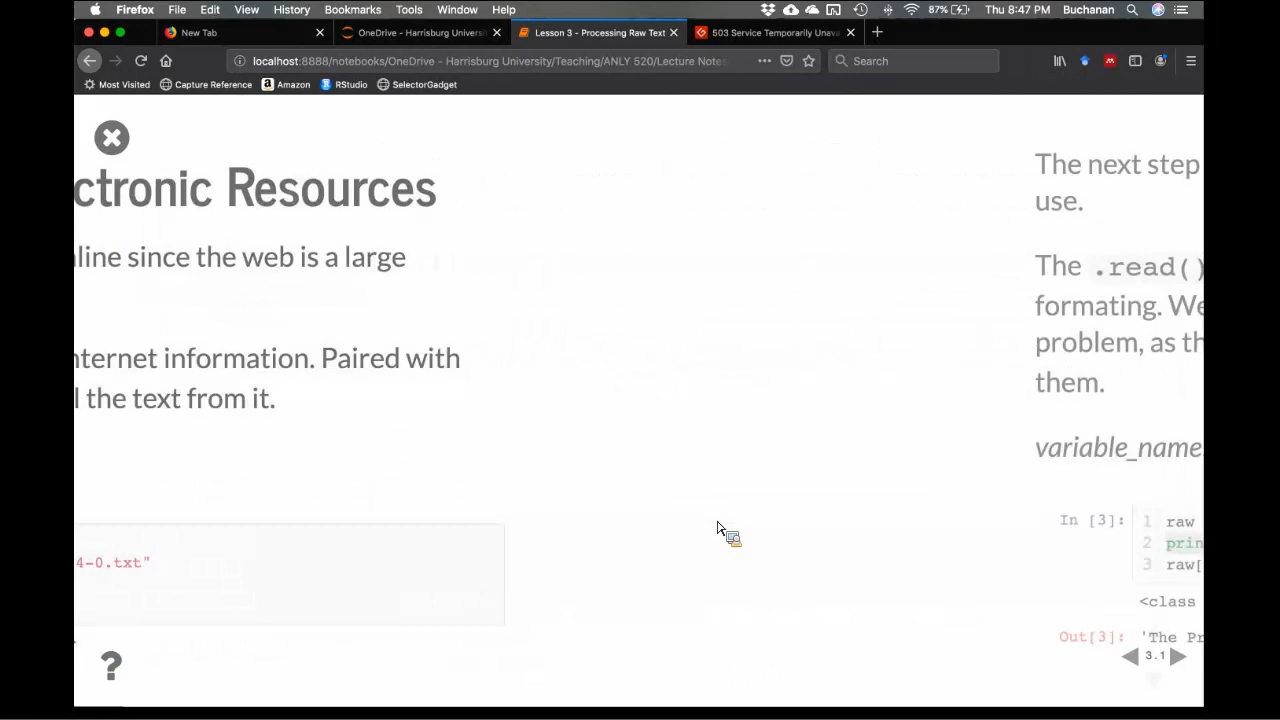 Firefox File Edit View History Bookmarks Tools Window Help 87% Thu 8:47 PM Buchanan
New Tab OneDrive - Harrisburg Universi Lesson 3 - Processing Raw Text 503 Service Temporarily Unava
localhost:8888/notebooks/OneDrive - Harrisburg University/Teaching/ANLY 520/Lecture Notes Search
Most Visited Capture Reference Amazon RStudio SelectorGadget
ctronic Resources
line since the web is a large
nternet information. Paired with
l the text from it.
4-0.txt"
?
The next step
use.
The .read()
formating. We
problem, as th
them.
variable_name
In [3]: 1 raw
2 prin
3 raw[
<class
Out[3]: 'The Pr
3.1